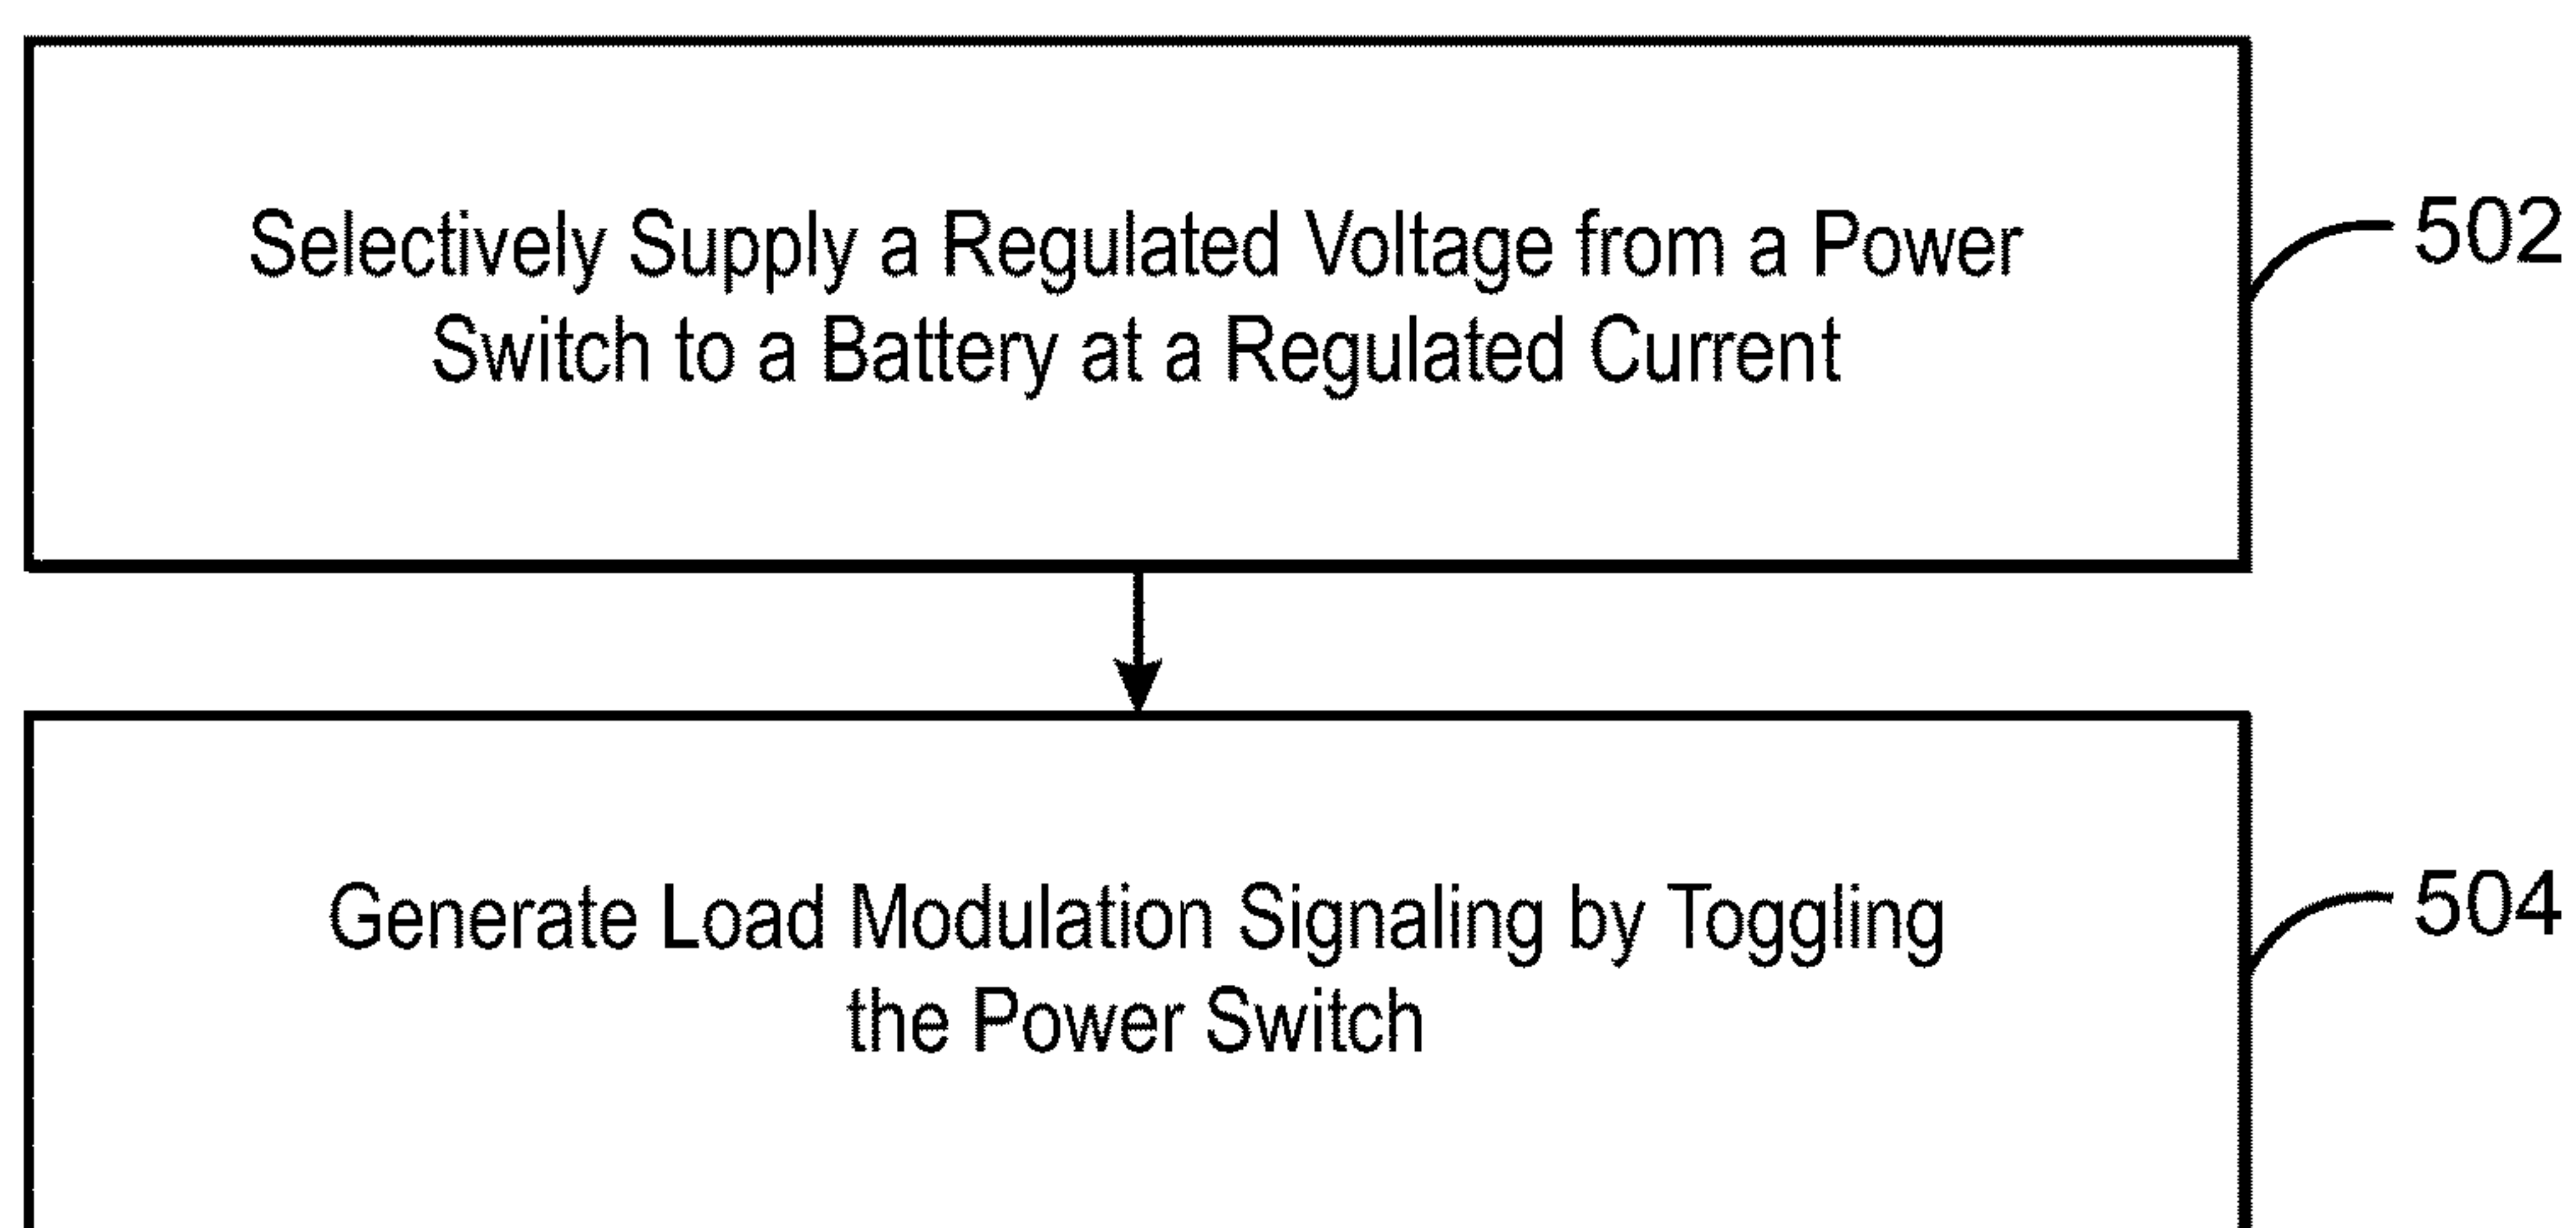 Selectively Supply a Regulated Voltage from a Power
Switch to a Battery at a Regulated Current
502
Generate Load Modulation Signaling by Toggling
the Power Switch
504